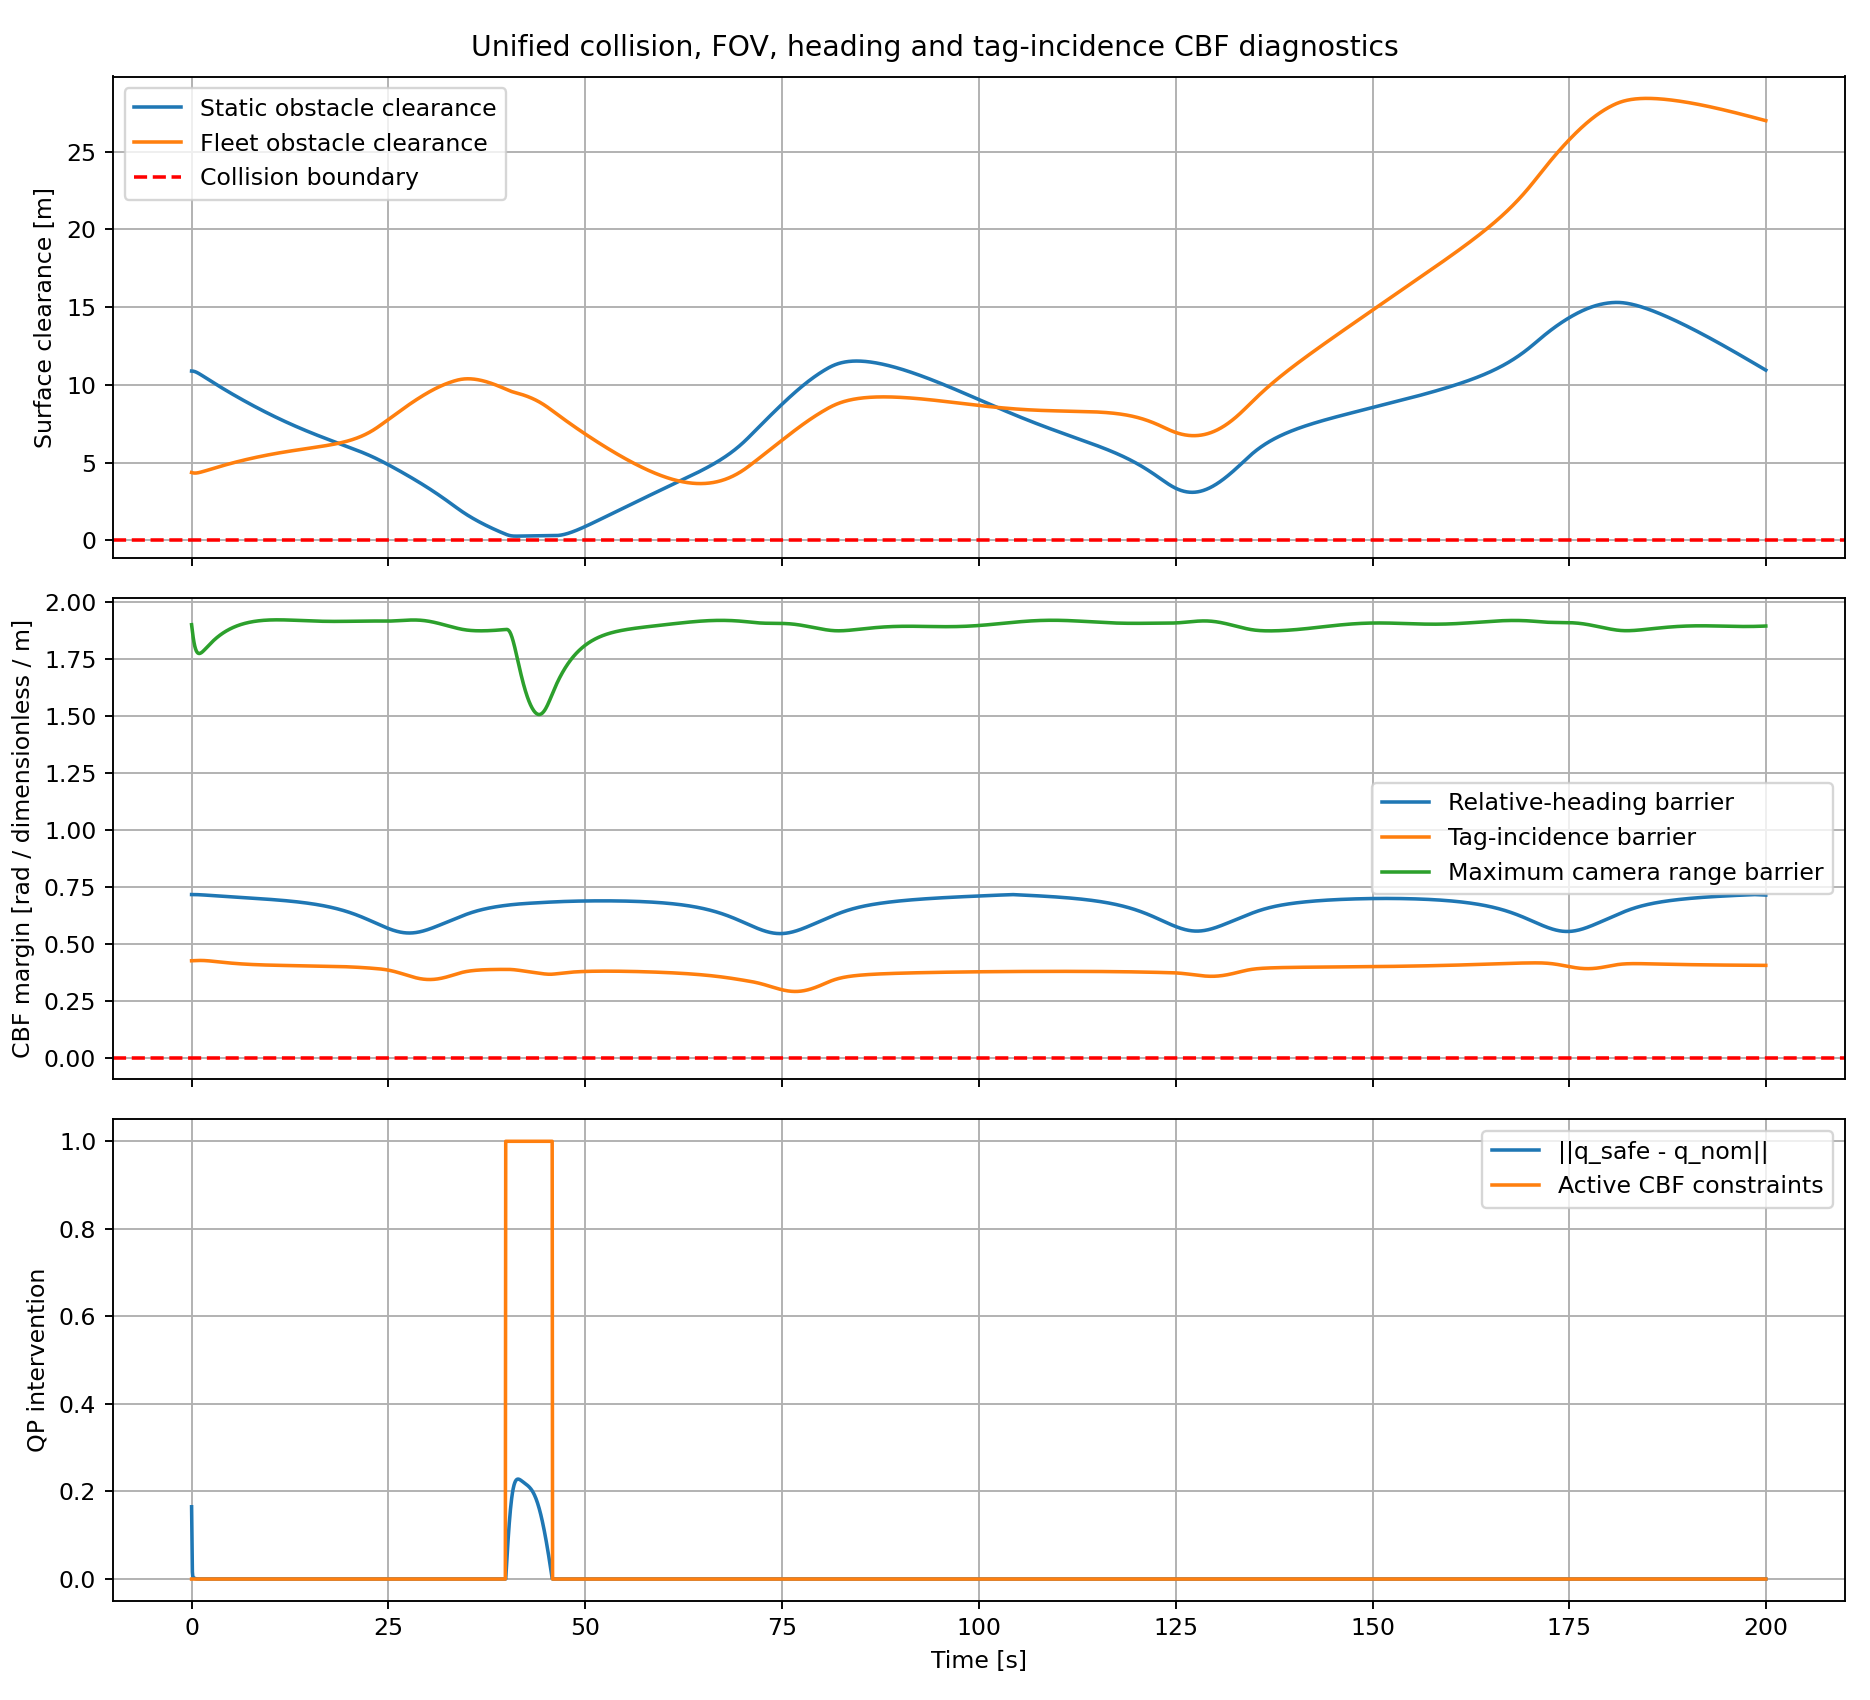 Unified collision, FOV, heading and tag-incidence CBF diagnostics
Static obstacle clearance
Fleet obstacle clearance
Collision boundary
Surface clearance [m]
25
20
15
10
5
0
Relative-heading barrier
Tag-incidence barrier
Maximum camera range barrier
CBF margin [rad / dimensionless / m]
2.00
1.75
1.50
1.25
1.00
0.75
0.50
0.25
0.00
||q_safe - q_nom||
Active CBF constraints
QP intervention
1.0
0.8
0.6
0.4
0.2
0.0
0 25 50 75 100 125 150 175 200
Time [s]